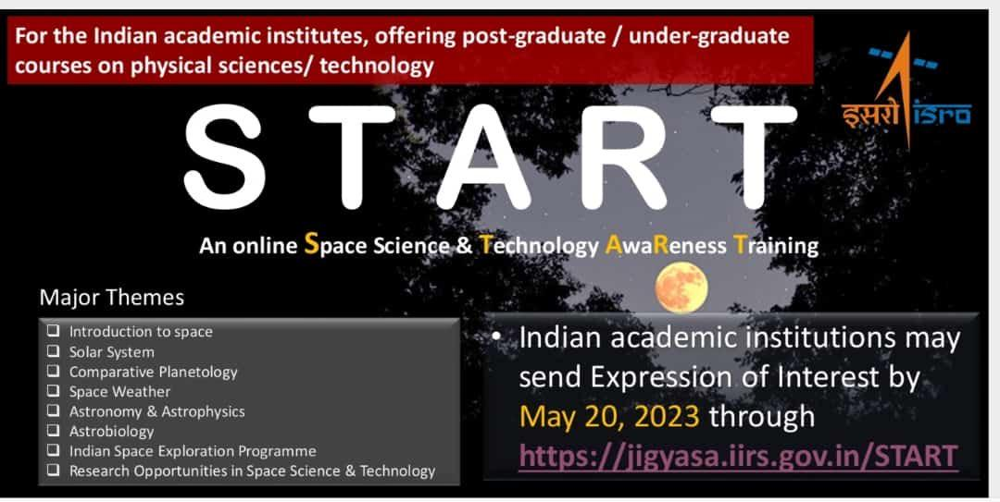 For the Indian academic institutes, offering post-graduate / under-graduate
courses on physical sciences/ technology
इसरो isro
START
An online Space Science & Technology AwaReness Training
Major Themes
Introduction to space
Solar System
Comparative Planetology
Space Weather
Astronomy & Astrophysics
Astrobiology
Indian Space Exploration Programme
Research Opportunities in Space Science & Technology
• Indian academic institutions may
send Expression of Interest by
May 20, 2023 through
https://jigyasa.iirs.gov.in/START